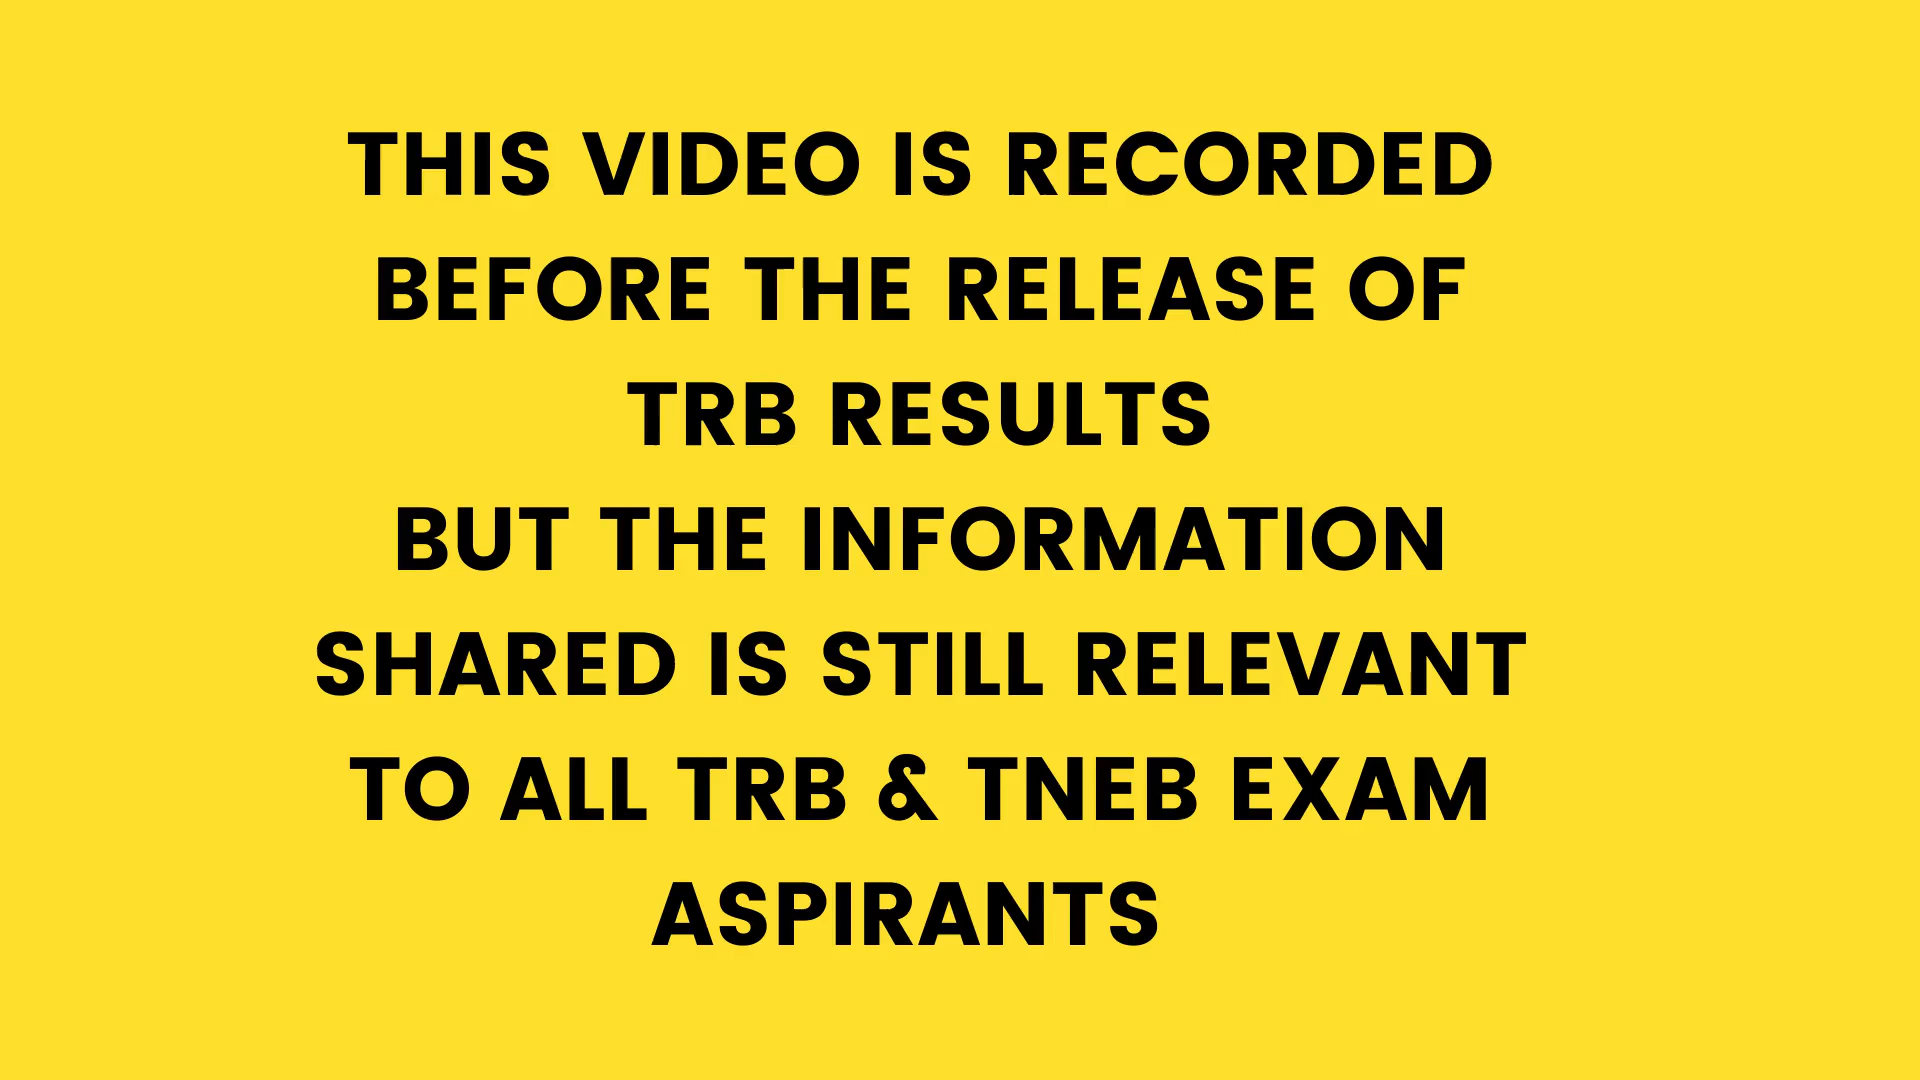 THIS VIDEO IS RECORDED
BEFORE THE RELEASE OF
TRB RESULTS
BUT THE INFORMATION
SHARED IS STILL RELEVANT
TO ALL TRB & TNEB EXAM
ASPIRANTS